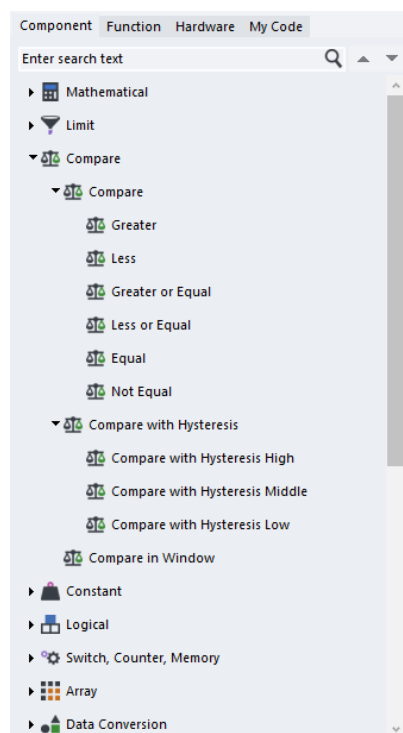 Component Function Hardware My Code
Enter search text
Mathematical
Limit
Compare
Compare
Greater
Less
Greater or Equal
Less or Equal
Equal
Not Equal
Compare with Hysteresis
Compare with Hysteresis High
Compare with Hysteresis Middle
Compare with Hysteresis Low
Compare in Window
Constant
Logical
Switch, Counter, Memory
Array
Data Conversion